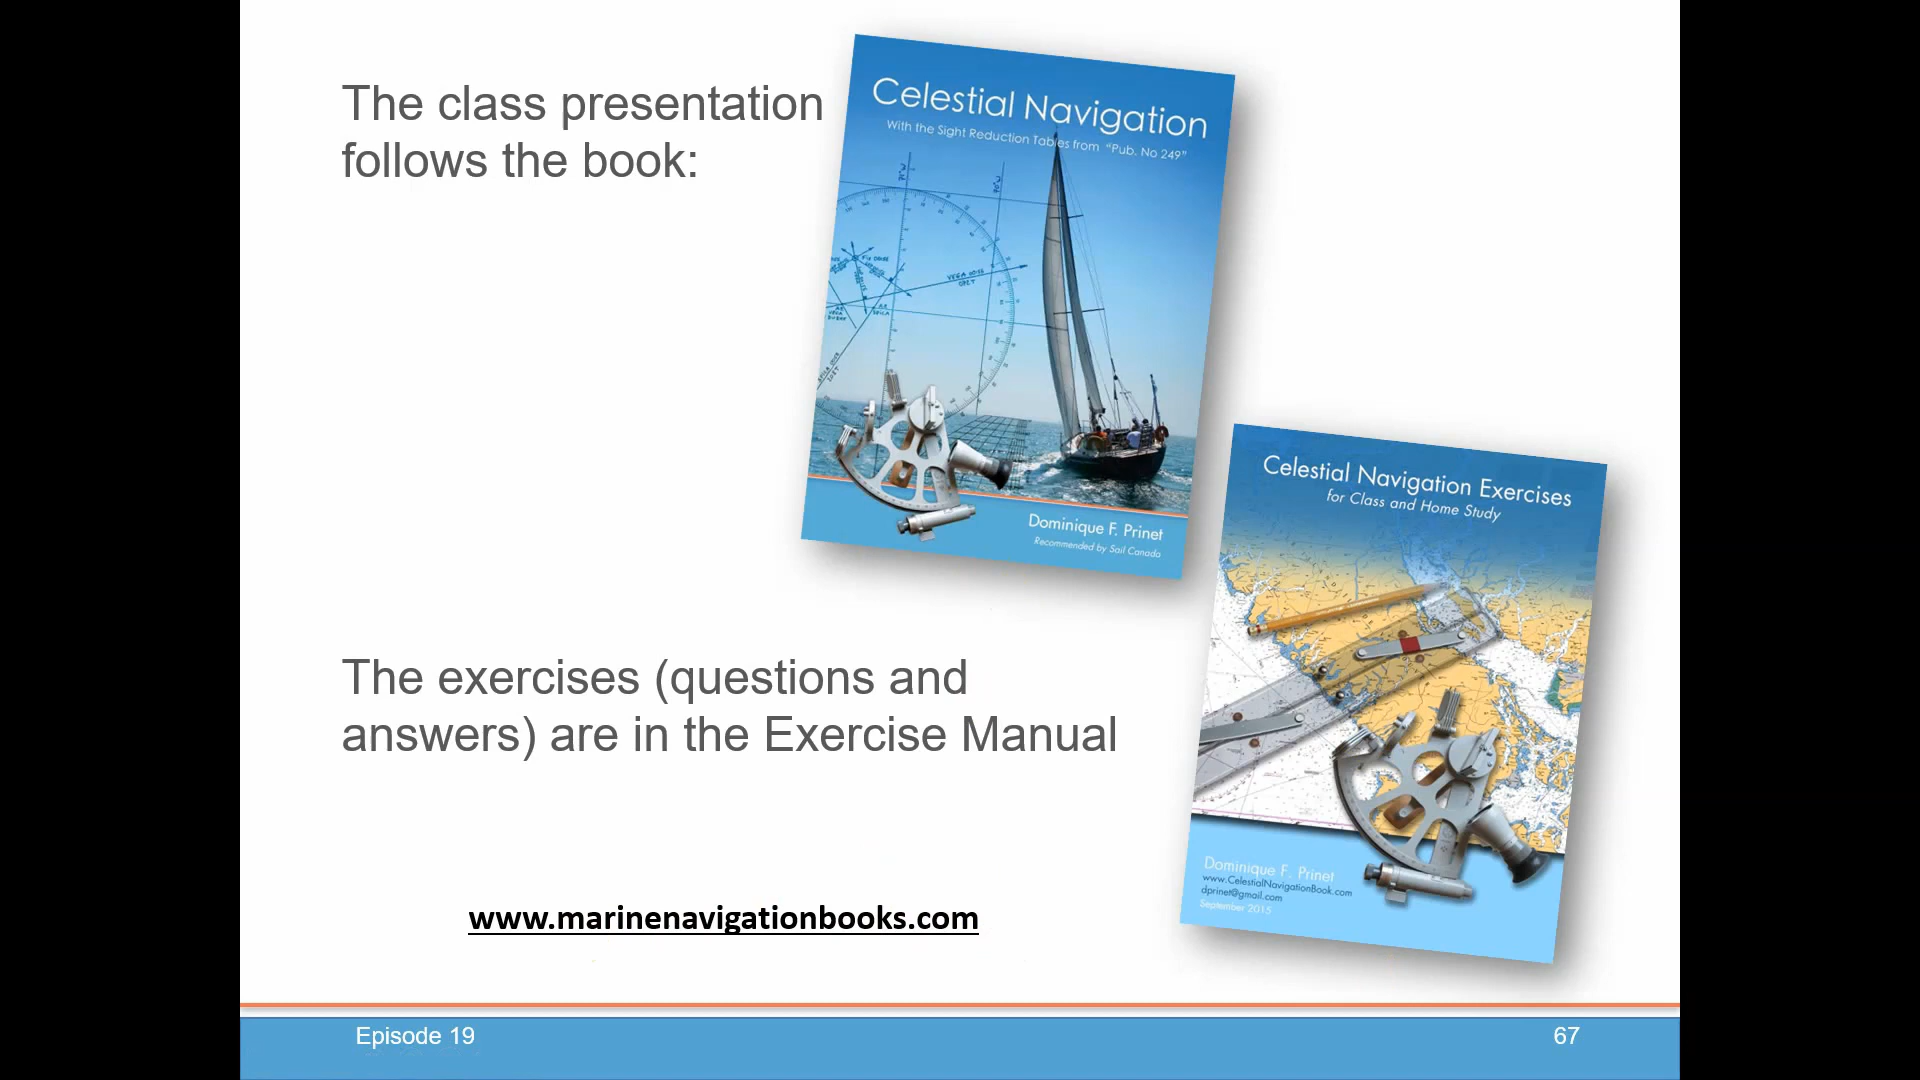 The class presentation
follows the book:
Celestial Navigation
With the Sight Reduction Tables from "Pub. No 249"
VEGA
Dominique F. Prinet
Recommended by Sail Canada
Celestial Navigation Exercises
for Class and Home Study
The exercises (questions and
answers) are in the Exercise Manual
Dominique F. Prinet
www.CelestialNavigationBook.com
dprinet@gmail.com
September 2015
www.marinenavigationbooks.com
Episode 19
67